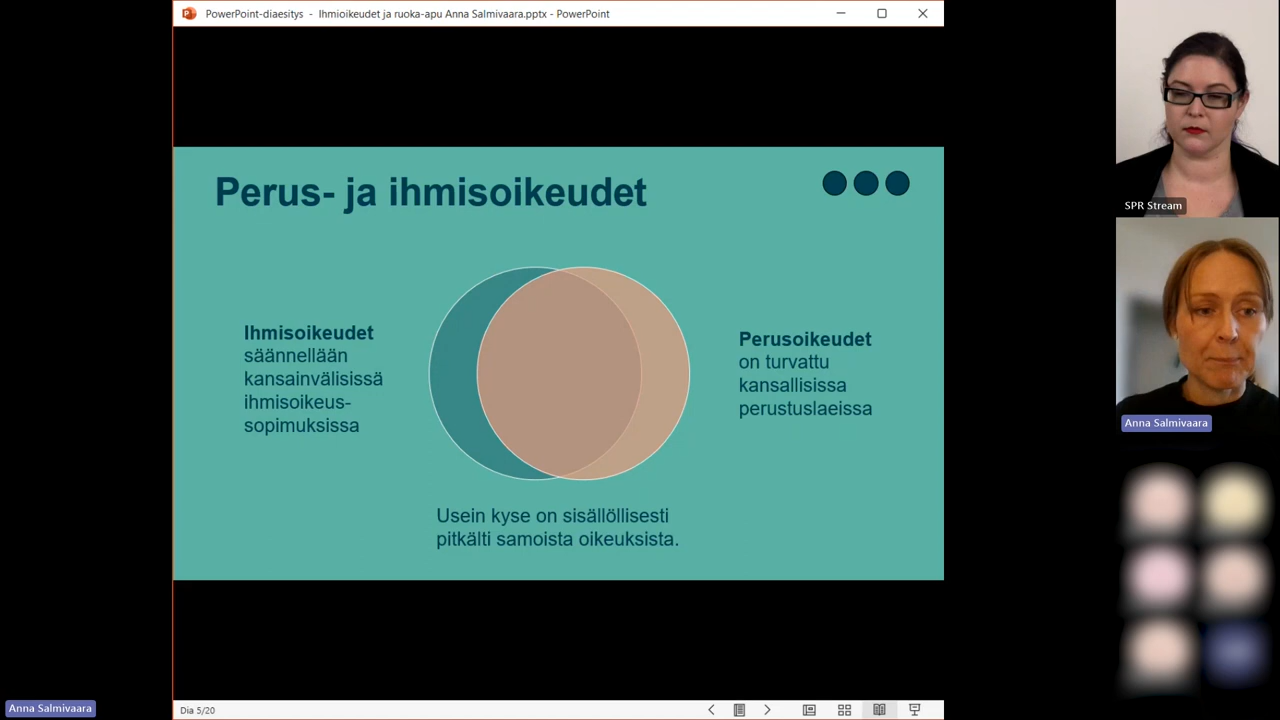 PowerPoint-diaesitys - Ihmioikeudet ja ruoka-apu Anna Salmivaara.pptx - PowerPoint
Perus- ja ihmisoikeudet
Ihmisoikeudet
säännellään
kansainvälisissä
ihmisoikeus-
sopimuksissa
Perusoikeudet
on turvattu
kansallisissa
perustuslaeissa
Usein kyse on sisällöllisesti
pitkälti samoista oikeuksista.
SPR Stream
Anna Salmivaara
Anna Salmivaara
Dia 5/20